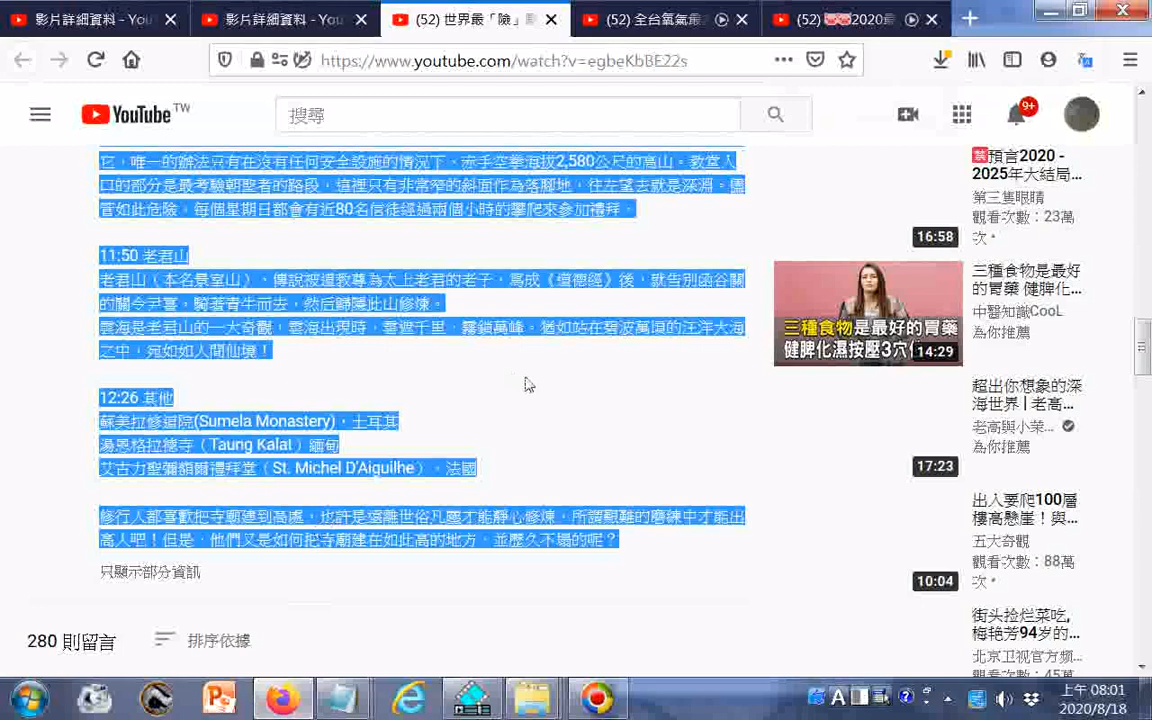 影片詳細資料 - You
影片詳細資料 - You
(52) 世界最「險」
(52) 全台氧氣最
(52) 2020最
https://www.youtube.com/watch?v=egbeKbBE22s
YouTube TW
搜尋
9+
它，唯一的辦法只有在沒有任何安全設施的情況下、赤手空拳海拔2,580公尺的高山。教堂入
口的部分是最考驗朝聖者的路段，這裡只有非常窄的斜面作為落腳地，往左望去就是深淵。儘
管如此危險，每個星期日都會有近80名信徒經過兩個小時的攀爬來參加禮拜。
11:50 老君山
老君山（本名景室山），傳說被道教尊為太上老君的老子，寫成《道德經》後，就告別函谷關
的關令尹喜，騎著青牛而去，然后歸隱此山修煉。
雲海是老君山的一大奇觀，雲海出現時，看遮千里，霧鎖萬峰。猶如站在碧波萬頃的汪洋大海
之中，宛如如人間仙境！
12:26 其他
蘇美拉修道院(Sumela Monastery)，土耳其
湯恩格拉德寺（Taung Kalat）緬甸
艾古力聖彌額爾禮拜堂（St. Michel D'Aiguilhe），法國
修行人都喜歡把寺廟建到高處，也許是遠離世俗凡塵才能靜心修煉，所謂艱難的磨練中才能出
高人吧！但是，他們又是如何把寺廟建在如此高的地方，並歷久不塌的呢？
只顯示部分資訊
280 則留言
排序依據
禁 預言2020 -
2025年大結局...
第三隻眼睛
觀看次數：23萬
次・
16:58
三種食物是最好
的胃藥 健脾化...
中醫知識CooL
為你推薦
三種食物是最好的胃藥
健脾化濕按壓3穴
14:29
超出你想象的深
海世界 | 老高...
老高與小茉...
為你推薦
17:23
出入要爬100層
樓高懸崖！與...
五大奇觀
觀看次數：88萬
次・
10:04
街头捡烂菜吃,
梅艳芳94岁的...
北京卫视官方频...
觀看次數：45萬
A
上午 08:01
2020/8/18